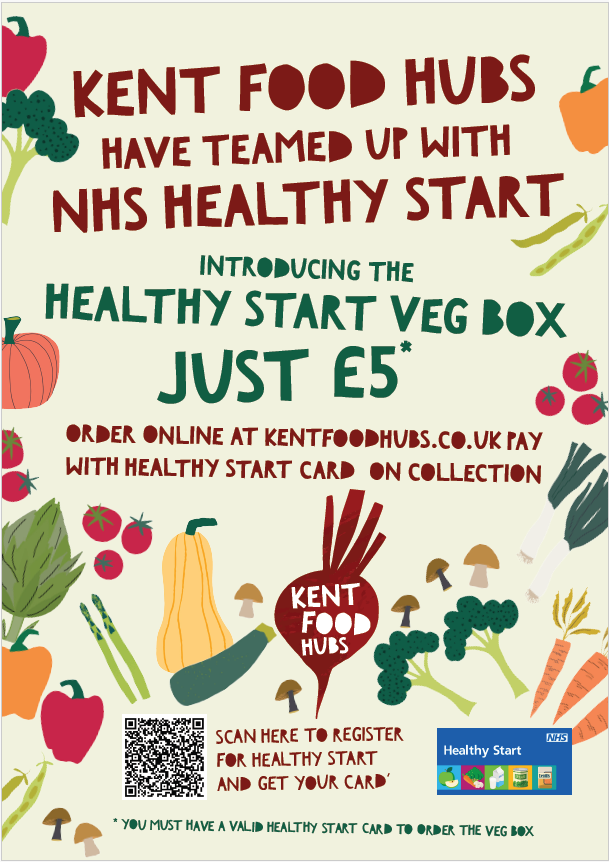 KENT FOOD HUBS
HAVE TEAMED UP WITH
NHS HEALTHY START
INTRODUCING THE
HEALTHY START VEG BOX
JUST £5*
ORDER ONLINE AT KENTFOODHUBS.CO.UK PAY
WITH HEALTHY START CARD ON COLLECTION
KENT
FOOD
HUBS
SCAN HERE TO REGISTER
FOR HEALTHY START
AND GET YOUR CARD'
NHS
Healthy Start
* YOU MUST HAVE A VALID HEALTHY START CARD TO ORDER THE VEG BOX